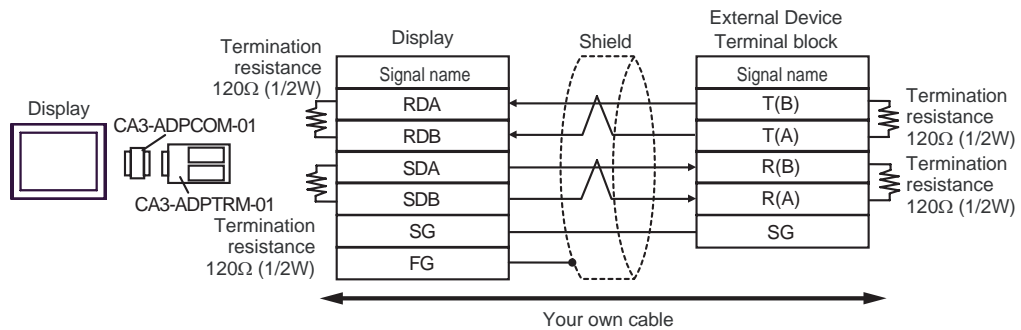 Display
CA3-ADPCOM-01
CA3-ADPTRM-01
Termination
resistance
120Ω (1/2W)
Termination
resistance
120Ω (1/2W)
Display
Signal name
RDA
RDB
SDA
SDB
SG
FG
Shield
External Device
Terminal block
Signal name
T(B)
T(A)
R(B)
R(A)
SG
Termination
resistance
120Ω (1/2W)
Termination
resistance
120Ω (1/2W)
Your own cable